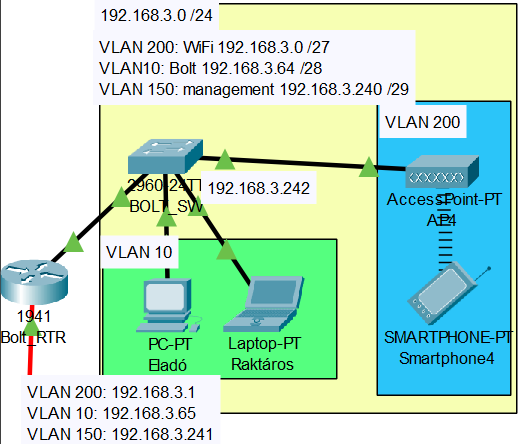 192.168.3.0 /24
VLAN 200: WiFi 192.168.3.0 /27
VLAN10: Bolt 192.168.3.64 /28
VLAN 150: management 192.168.3.240 /29
VLAN 200
2960-24TT
BOLT_SW
192.168.3.242
AccessPoint-PT
AP4
VLAN 10
1941
Bolt_RTR
PC-PT
Eladó
Laptop-PT
Raktáros
SMARTPHONE-PT
Smartphone4
VLAN 200: 192.168.3.1
VLAN 10: 192.168.3.65
VLAN 150: 192.168.3.241